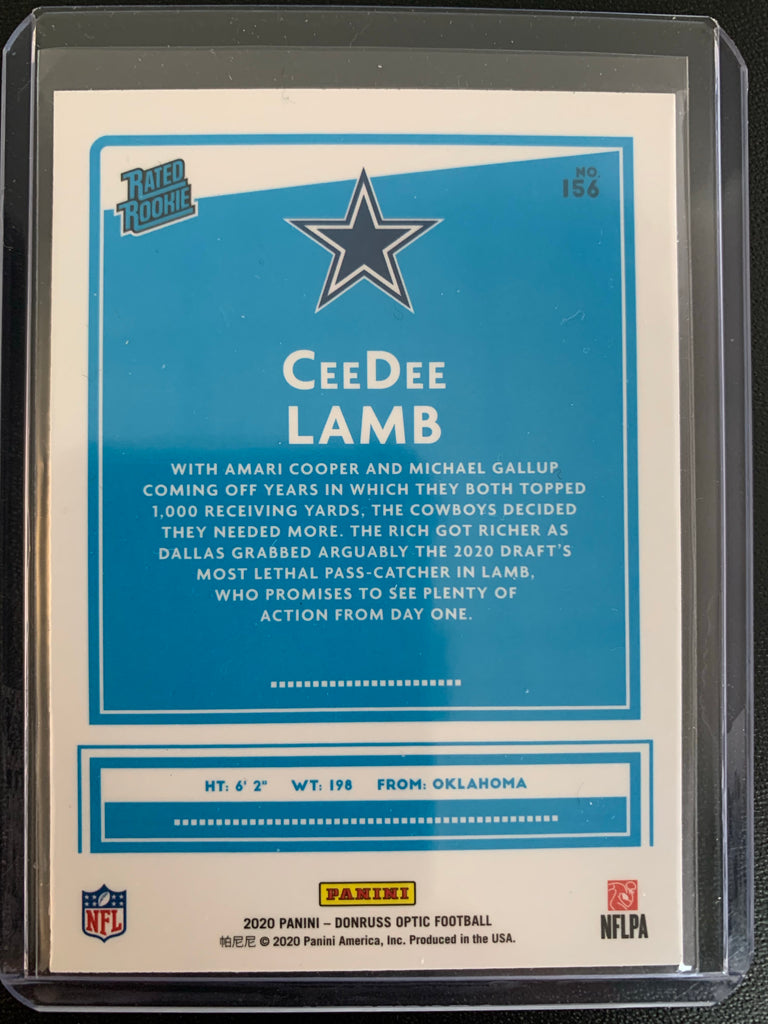 RATED
ROOKIE
NO.
156
CEEDEE
LAMB
WITH AMARI COOPER AND MICHAEL GALLUP
COMING OFF YEARS IN WHICH THEY BOTH TOPPED
1,000 RECEIVING YARDS, THE COWBOYS DECIDED
THEY NEEDED MORE. THE RICH GOT RICHER AS
DALLAS GRABBED ARGUABLY THE 2020 DRAFT'S
MOST LETHAL PASS-CATCHER IN LAMB,
WHO PROMISES TO SEE PLENTY OF
ACTION FROM DAY ONE.
HT: 6' 2" WT: 198 FROM: OKLAHOMA
PANINI
NFL
2020 PANINI – DONRUSS OPTIC FOOTBALL
帕尼尼 © 2020 Panini America, Inc. Produced in the USA.
NFLPA